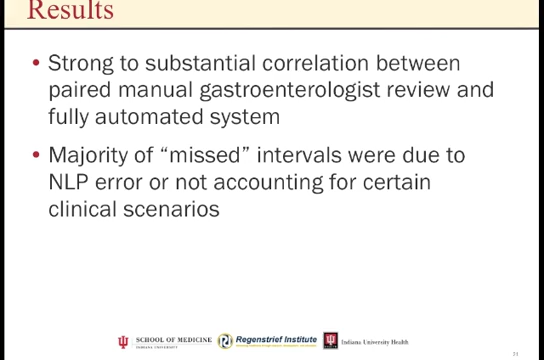 Results
• Strong to substantial correlation between
paired manual gastroenterologist review and
fully automated system
• Majority of “missed” intervals were due to
NLP error or not accounting for certain
clinical scenarios
SCHOOL OF MEDICINE
INDIANA UNIVERSITY
Regenstrief Institute
Indiana University Health